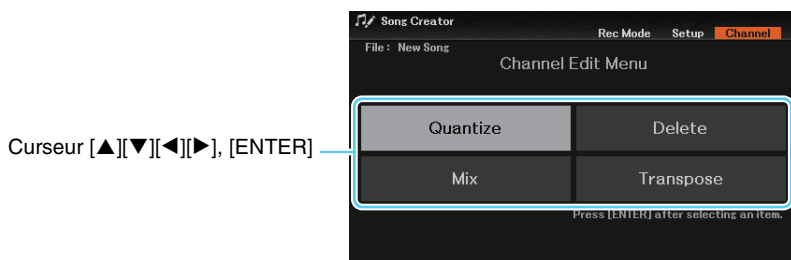 Song Creator
Rec Mode Setup Channel
File : New Song
Channel Edit Menu
Curseur [▲][▼][◀][▶], [ENTER]
Quantize Delete
Mix Transpose
Press [ENTER] after selecting an item.